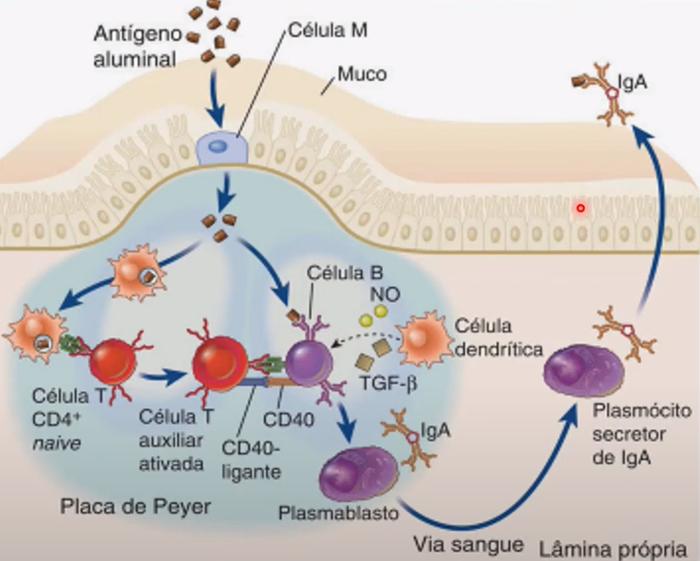 Antígeno
aluminal
Célula M
Muco
IgA
Célula B
NO
Célula
dendrítica
TGF-β
Célula T
CD4+
naive
Célula T
auxiliar
ativada
CD40
CD40-
ligante
IgA
Plasmócito
secretor
de IgA
Placa de Peyer
Plasmablasto
Via sangue
Lâmina própria